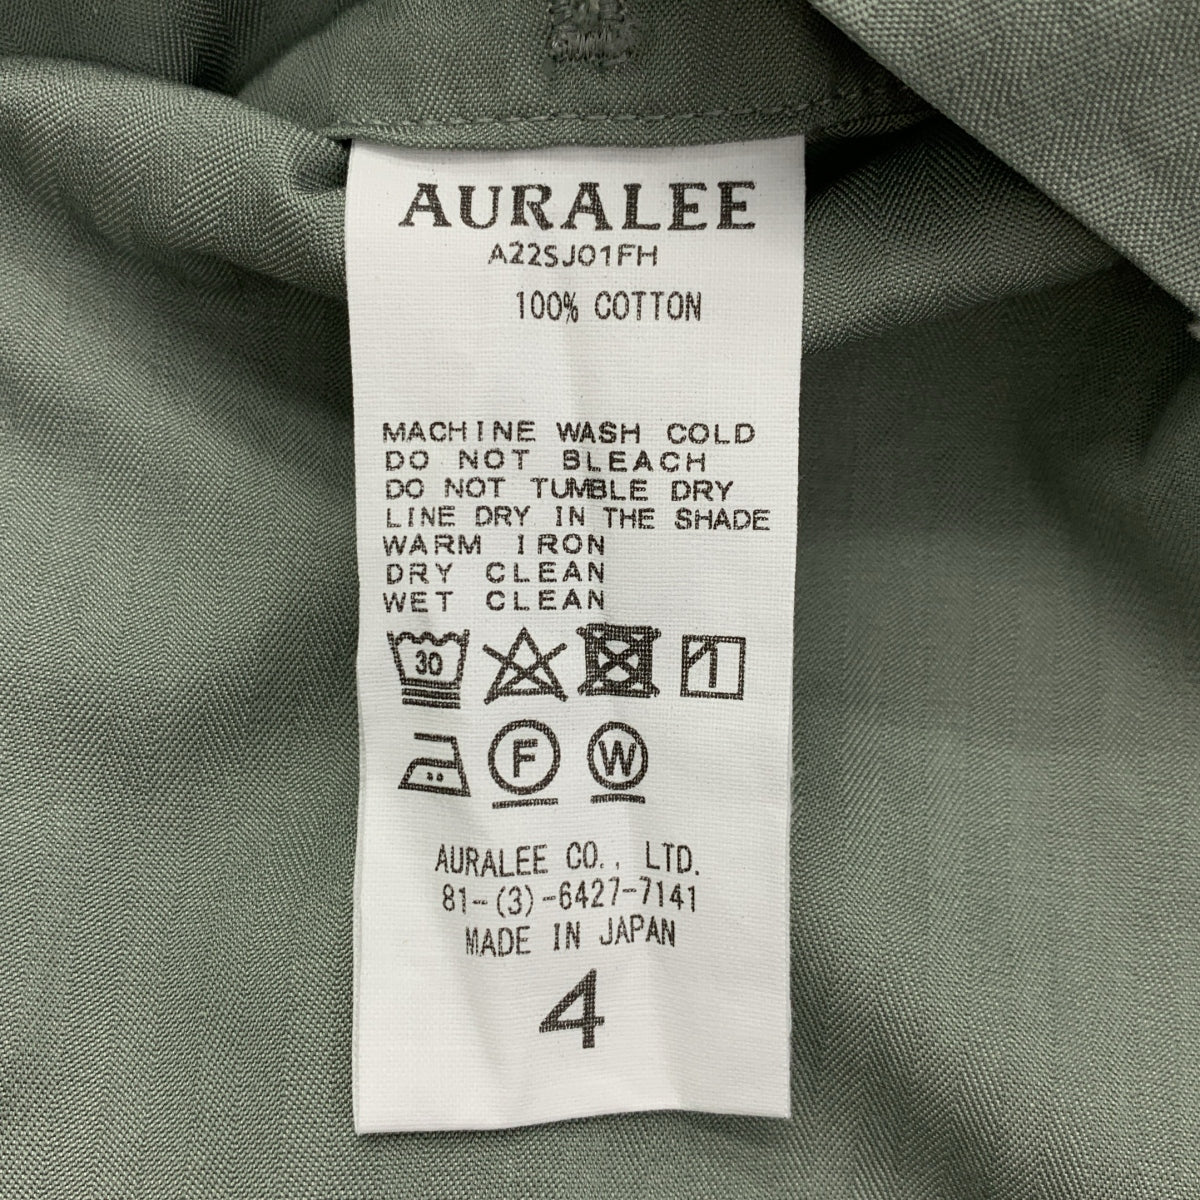 AURALEE
A22SJ01FH
100% COTTON
MACHINE WASH COLD
DO NOT BLEACH
DO NOT TUMBLE DRY
LINE DRY IN THE SHADE
WARM IRON
DRY CLEAN
WET CLEAN
30
F W
AURALEE CO., LTD.
81-(3)-6427-7141
MADE IN JAPAN
4